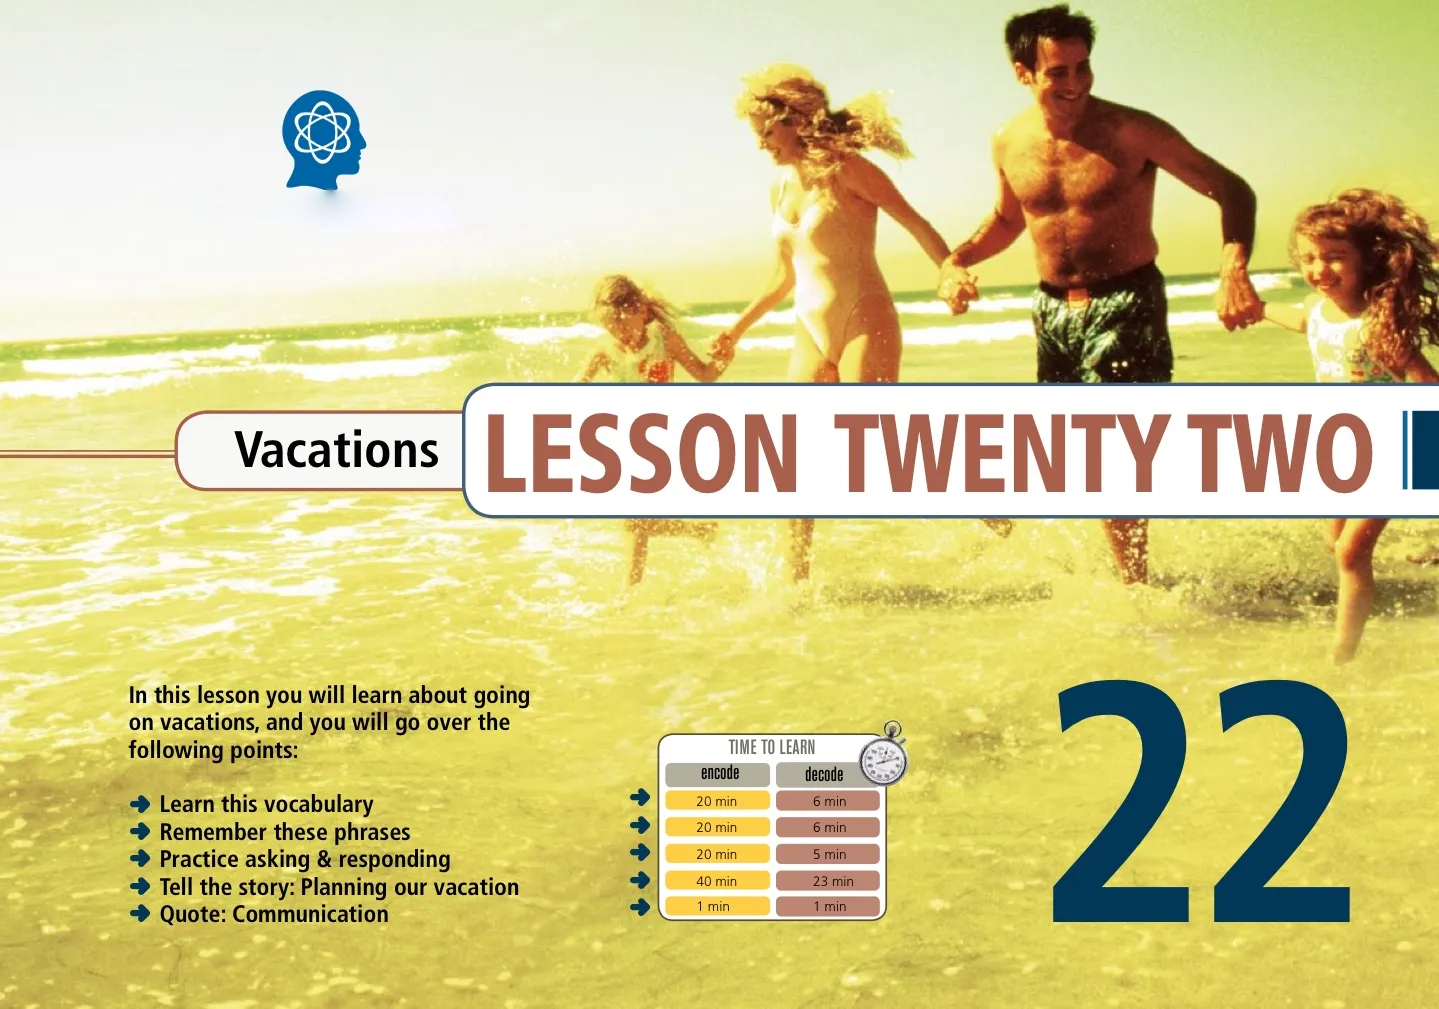 Vacations
LESSON TWENTY TWO
In this lesson you will learn about going
on vacations, and you will go over the
following points:
Learn this vocabulary
Remember these phrases
Practice asking & responding
Tell the story: Planning our vacation
Quote: Communication
TIME TO LEARN
encode decode
20 min 6 min
20 min 6 min
20 min 5 min
40 min 23 min
1 min 1 min
22